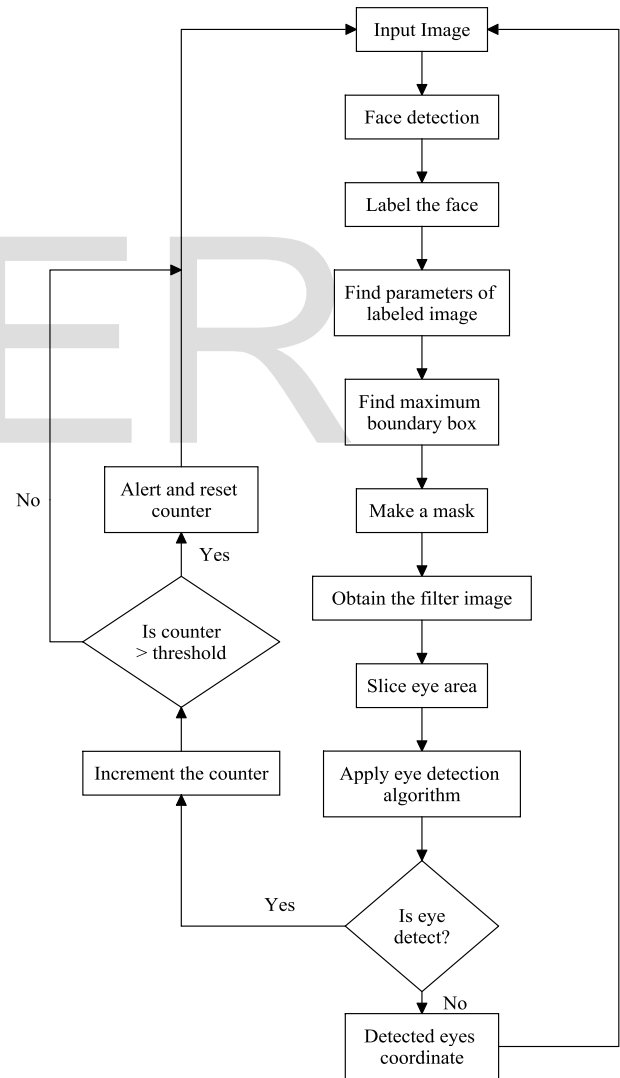 Input Image
Face detection
Label the face
Find parameters of
labeled image
Find maximum
boundary box
Make a mask
Obtain the filter image
Slice eye area
Apply eye detection
algorithm
Is eye
detect?
Yes
No
Detected eyes
coordinate
Increment the counter
Is counter
> threshold
Yes
No
Alert and reset
counter
ER